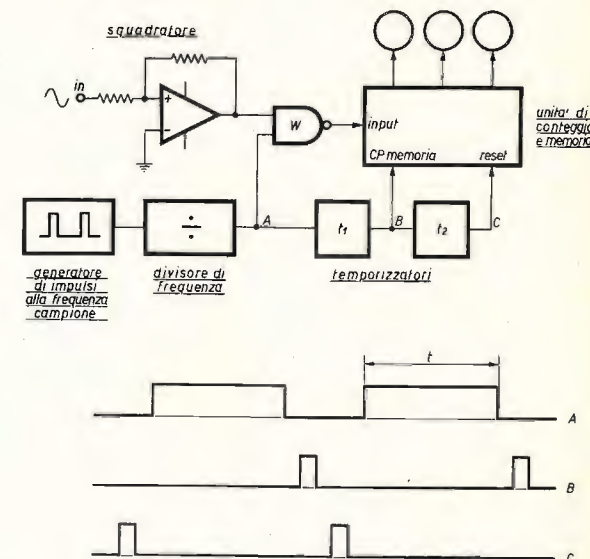 squadratore
in
+
−
W
input
CP memoria
reset
unita' di
conteggio
e memoria
A
t1
B
t2
C
÷
generatore
di impulsi
alla frequenza
campione
divisore di
frequenza
temporizzatori
t
A
B
C